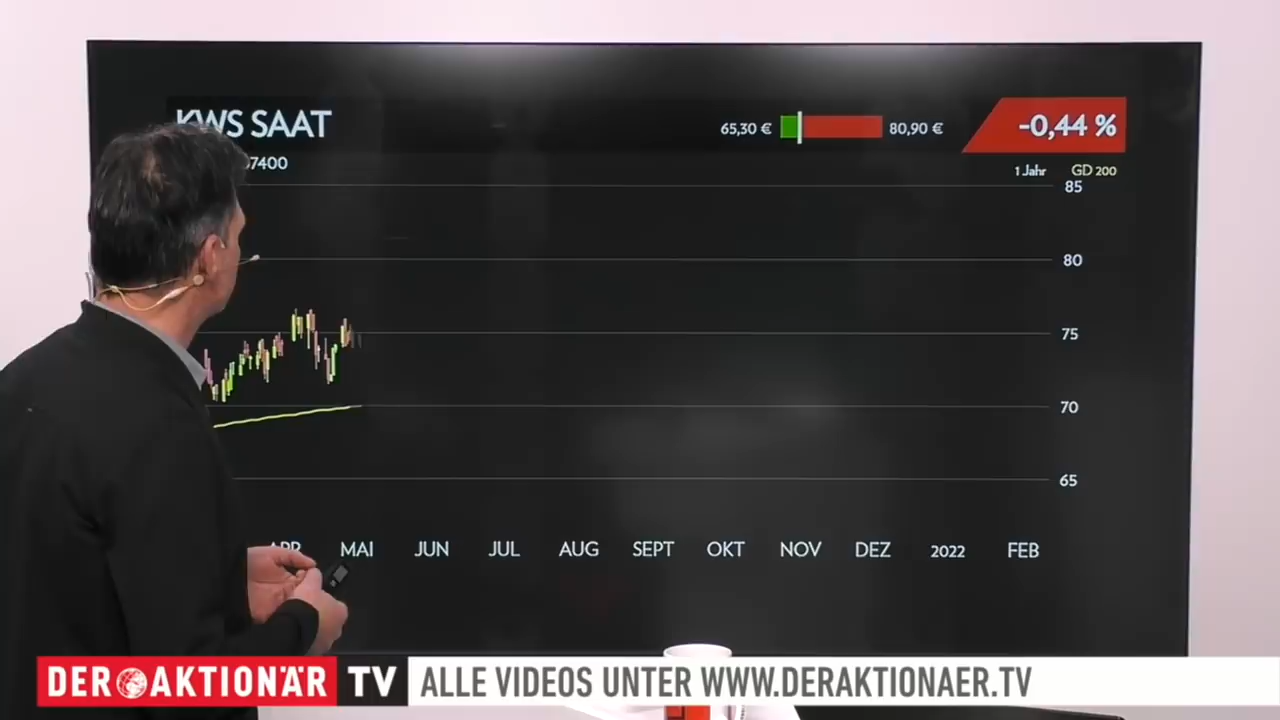 KWS SAAT
7400
65,30 €
80,90 €
-0,44 %
1 Jahr GD 200
85
80
75
70
65
APR MAI JUN JUL AUG SEPT OKT NOV DEZ 2022 FEB
DER AKTIONÄR TV
ALLE VIDEOS UNTER WWW.DERAKTIONAER.TV